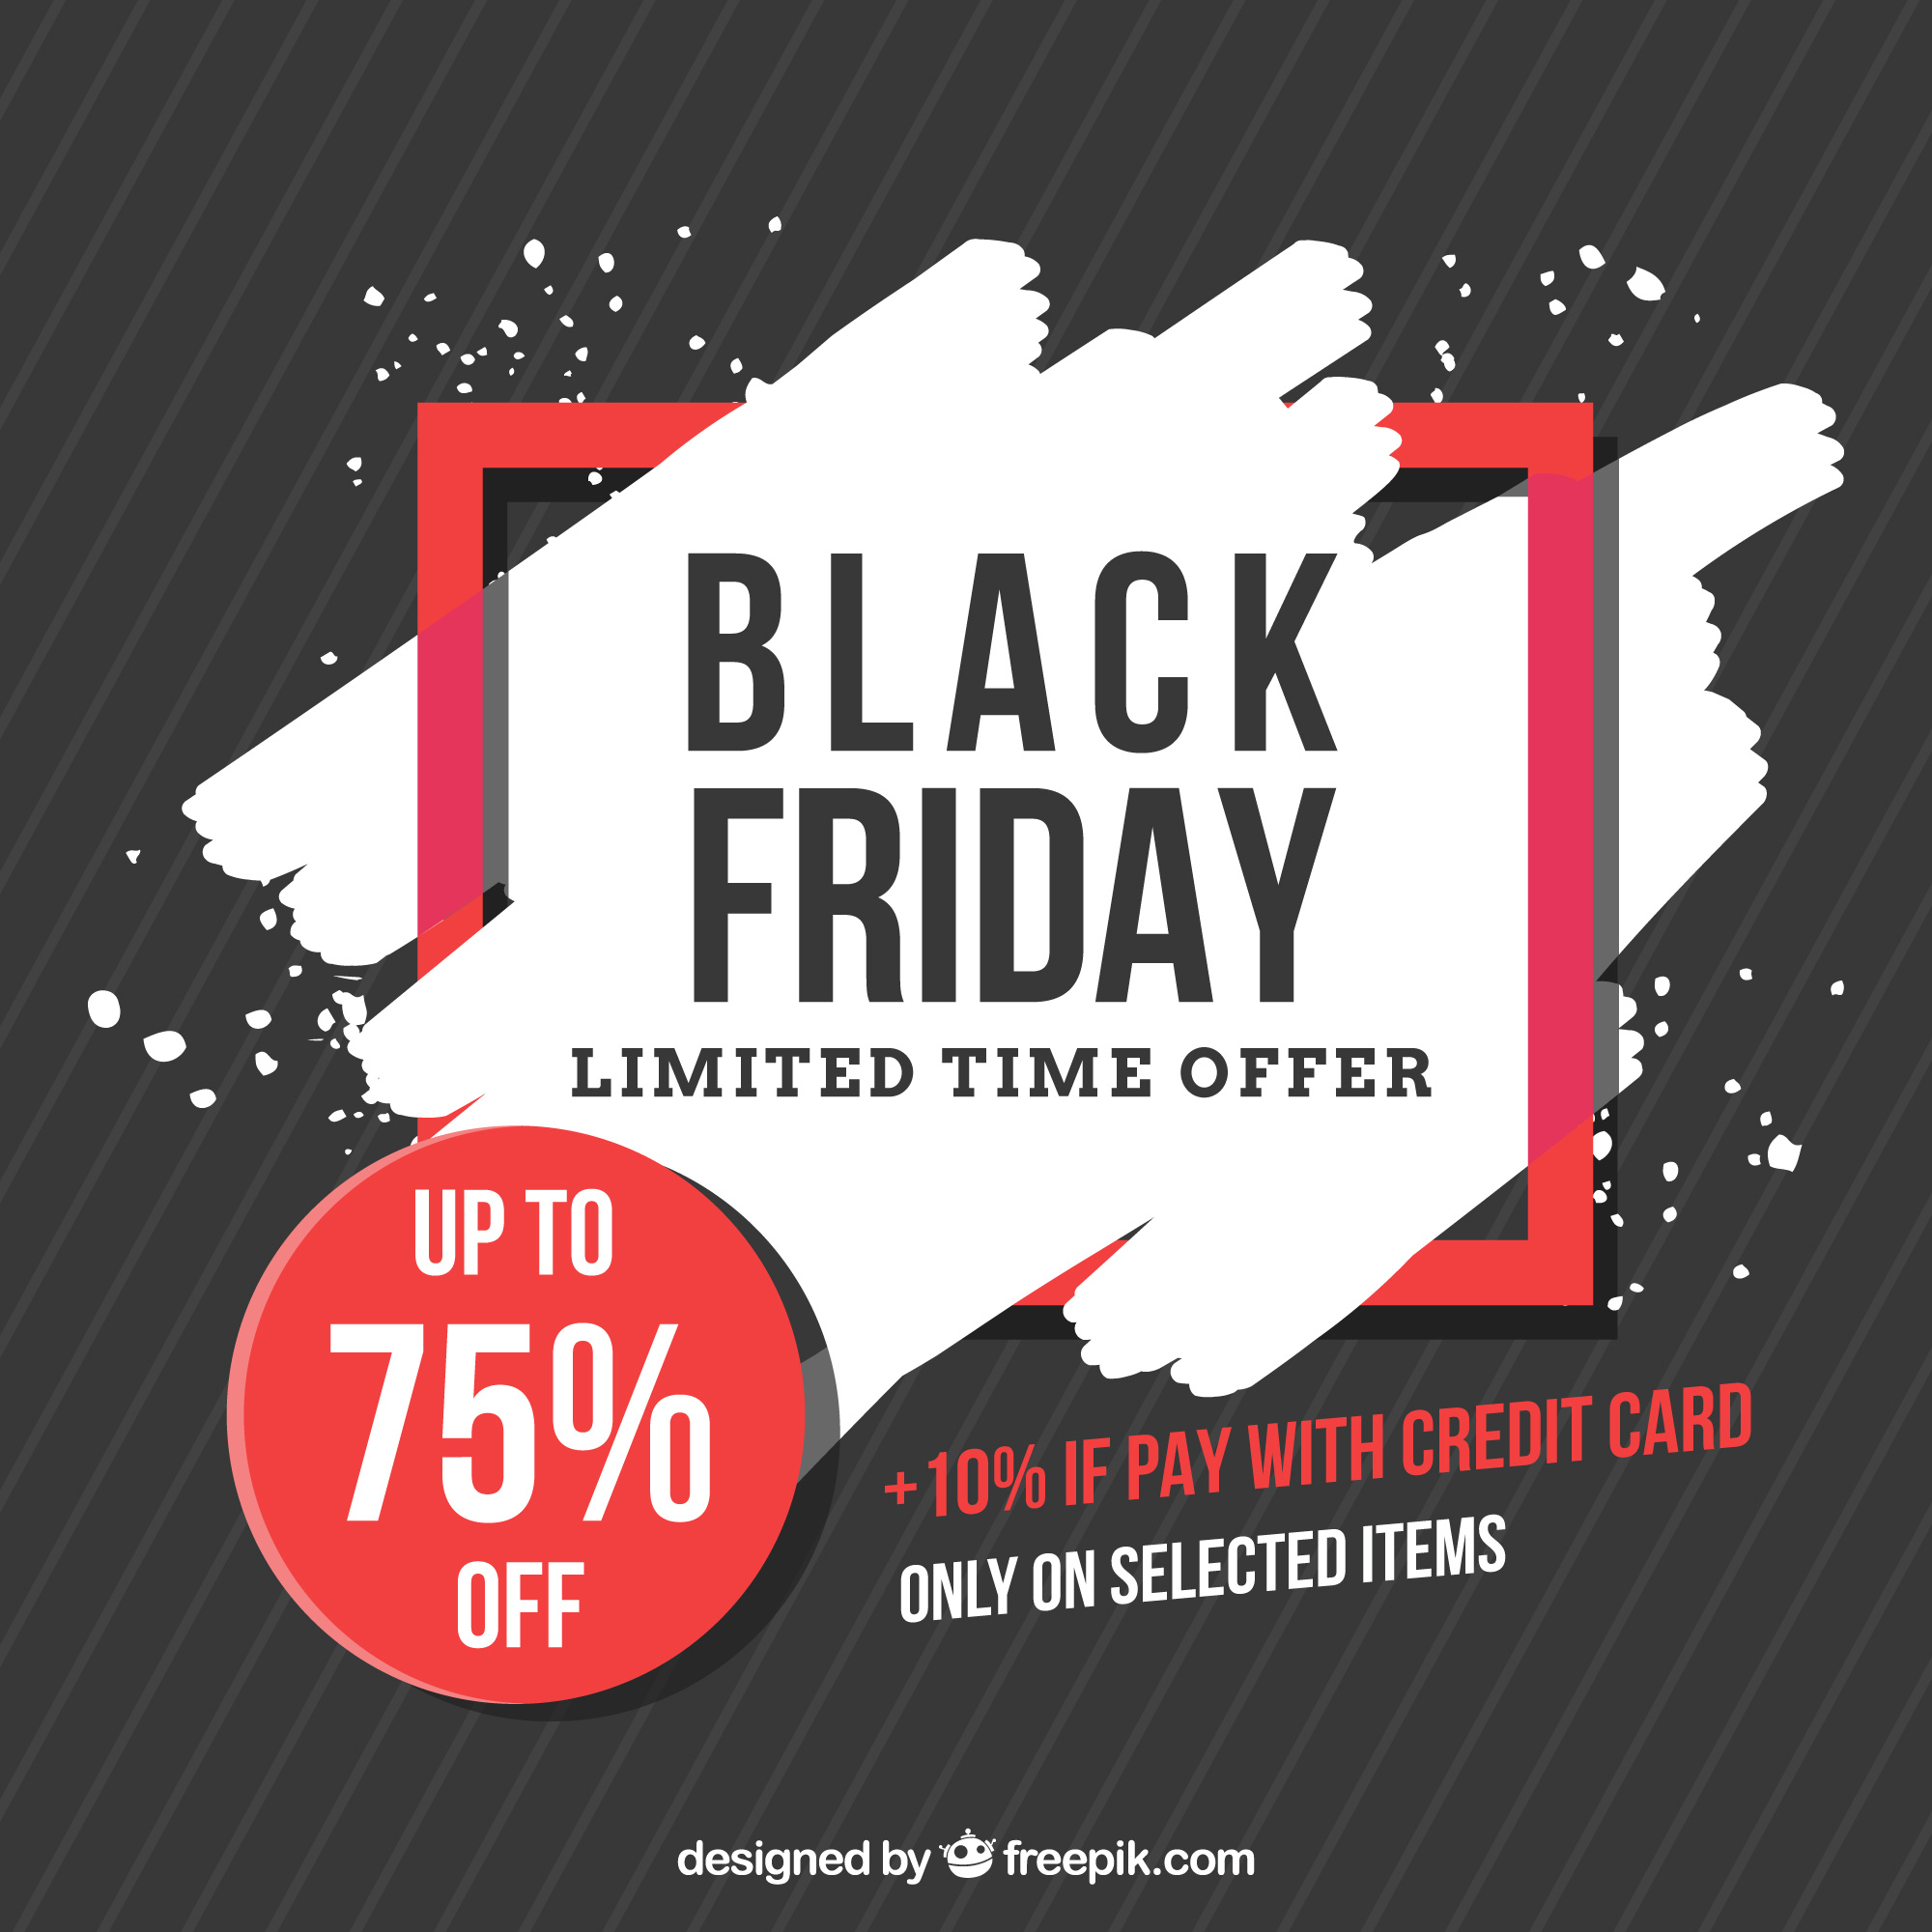 BLACK
FRIDAY
LIMITED TIME OFFER
UP TO
75%
OFF
+10% IF PAY WITH CREDIT CARD
ONLY ON SELECTED ITEMS
designed by freepik.com